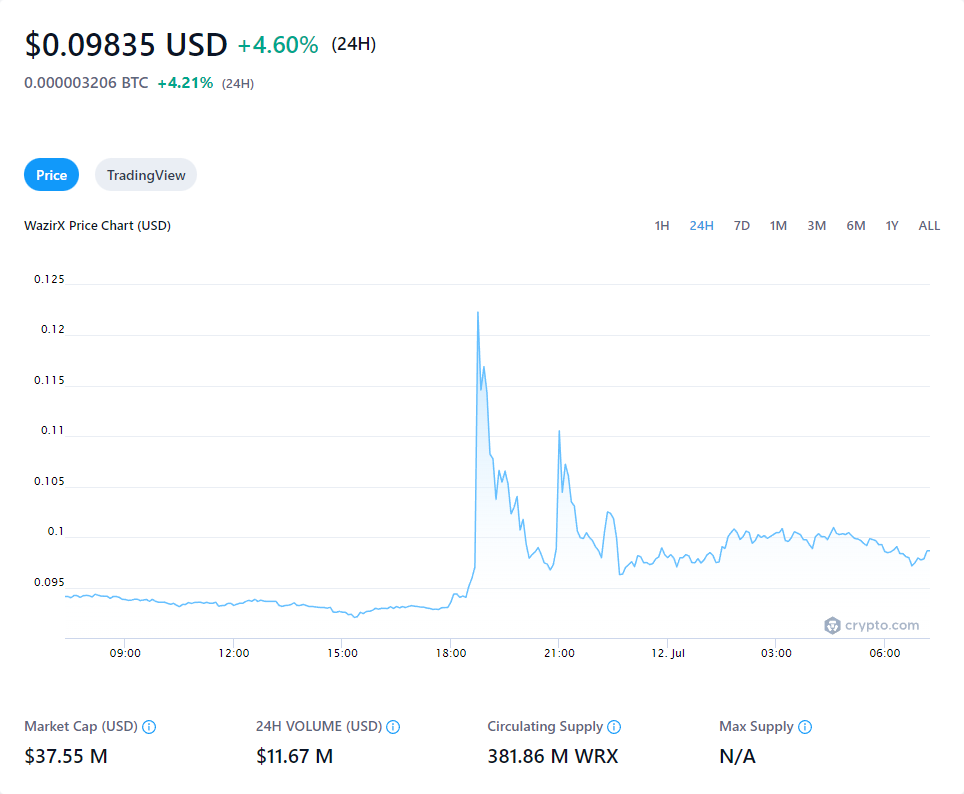 $0.09835 USD +4.60% (24H)
0.000003206 BTC +4.21% (24H)
Price TradingView
WazirX Price Chart (USD) 1H 24H 7D 1M 3M 6M 1Y ALL
0.125
0.12
0.115
0.11
0.105
0.1
0.095
crypto.com
09:00 12:00 15:00 18:00 21:00 12. Jul 03:00 06:00
Market Cap (USD) 24H VOLUME (USD) Circulating Supply Max Supply
$37.55 M $11.67 M 381.86 M WRX N/A